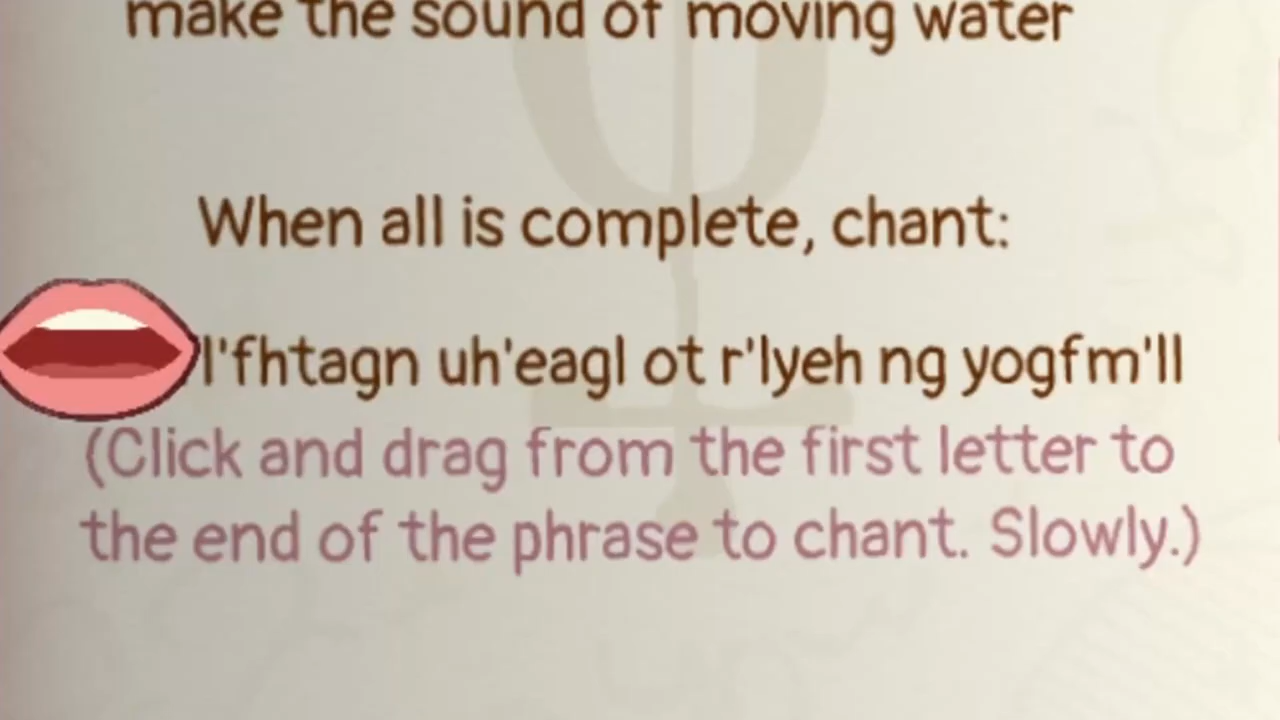 make the sound of moving water
When all is complete, chant:
l'fhtagn uh'eagl ot r'lyeh ng yogfm'll
(Click and drag from the first letter to
the end of the phrase to chant. Slowly.)